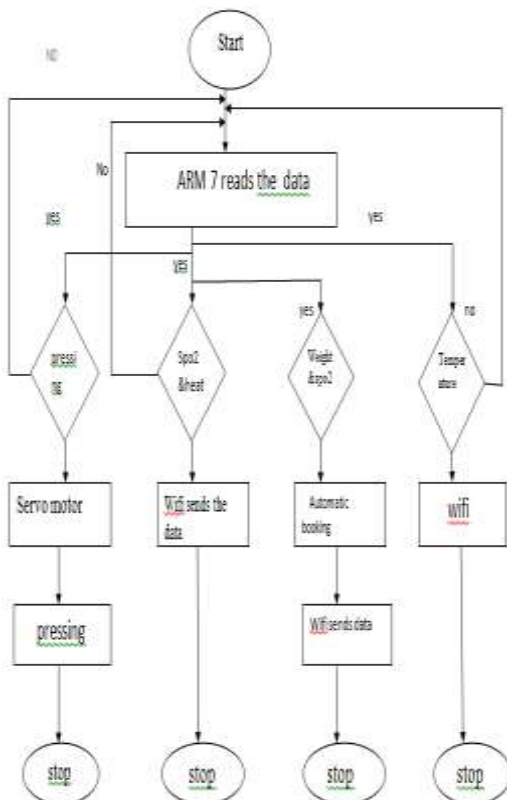 Start
NO
No
ARM 7 reads the data
yes
yes
yes
yes
no
pressi
ng
Spo2
&heat
Weight
&spo2
Temper
ature
Servo motor
Wifi sends the
data
Automatic
booking
wifi
pressing
Wifi sends data
stop
stop
stop
stop